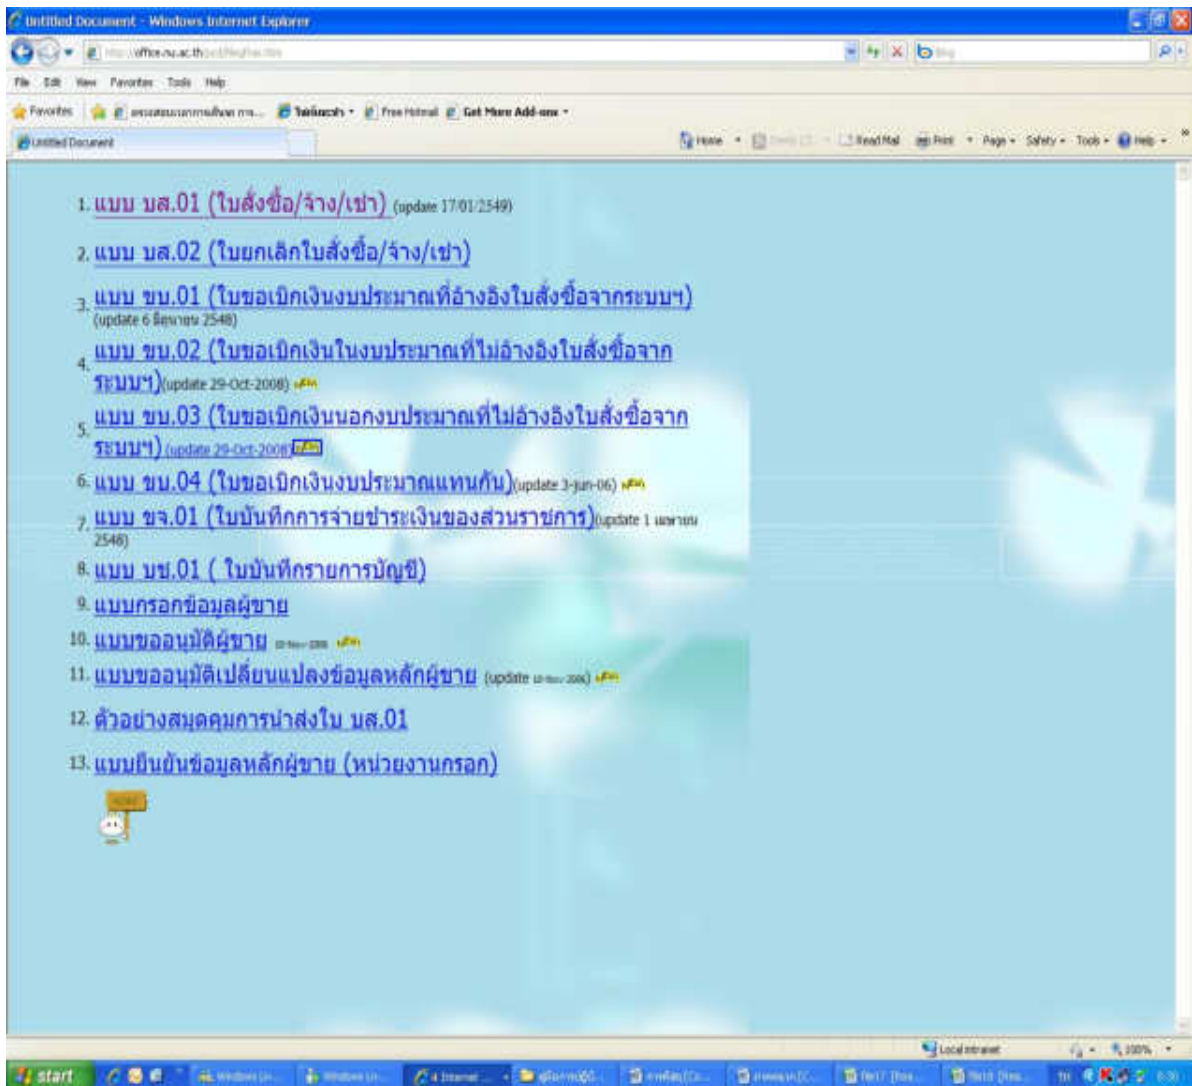 Untitled Document - Windows Internet Explorer
office.nu.ac.th
File Edit View Favorites Tools Help
Favorites Free Hotmail Get More Add-ons
Untitled Document Home Read Mail Print Page Safety Tools Help
1. แบบ บส.01 (ใบสั่งซื้อ/จ้าง/เช่า) (update 17/01/2549)
2. แบบ บส.02 (ใบยกเลิกใบสั่งซื้อ/จ้าง/เช่า)
3. แบบ ขบ.01 (ใบขอเบิกเงินงบประมาณที่อ้างอิงใบสั่งซื้อจากระบบฯ)
(update 6 มิถุนายน 2548)
4. แบบ ขบ.02 (ใบขอเบิกเงินในงบประมาณที่ไม่อ้างอิงใบสั่งซื้อจาก
ระบบฯ)(update 29-Oct-2008)
5. แบบ ขบ.03 (ใบขอเบิกเงินนอกงบประมาณที่ไม่อ้างอิงใบสั่งซื้อจาก
ระบบฯ) (update 29-Oct-2008)
6. แบบ ขบ.04 (ใบขอเบิกเงินงบประมาณแทนกัน)(update 3-jun-06)
7. แบบ ขจ.01 (ใบบันทึกการจ่ายชำระเงินของส่วนราชการ)(update 1 เมษายน
2548)
8. แบบ บช.01 ( ใบบันทึกรายการบัญชี)
9. แบบกรอกข้อมูลผู้ขาย
10. แบบขออนุมัติผู้ขาย
11. แบบขออนุมัติเปลี่ยนแปลงข้อมูลหลักผู้ขาย (update
12. ตัวอย่างสมุดคุมการนำส่งใบ บส.01
13. แบบยืนยันข้อมูลหลักผู้ขาย (หน่วยงานกรอก)
Local intranet 100%
start